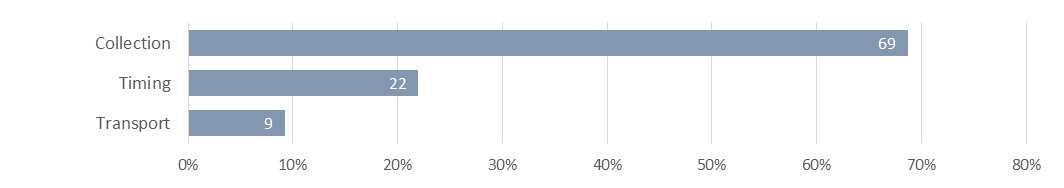 Collection 69
Timing 22
Transport 9
0% 10% 20% 30% 40% 50% 60% 70% 80%